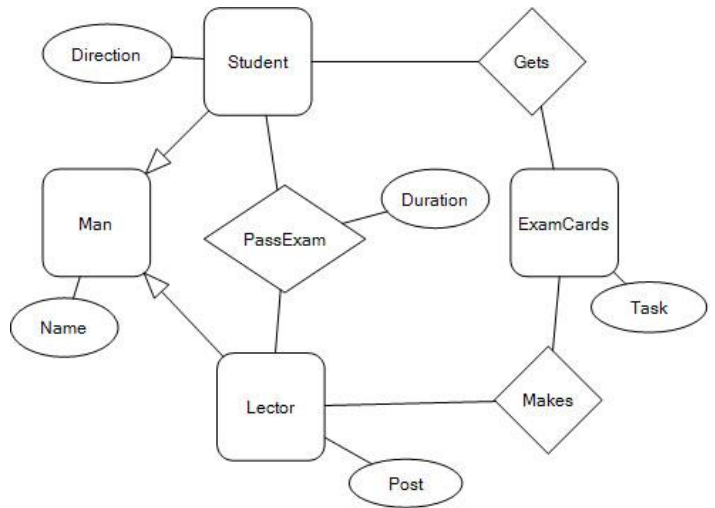 Direction
Student
Gets
Man
PassExam
Duration
ExamCards
Name
Task
Lector
Makes
Post